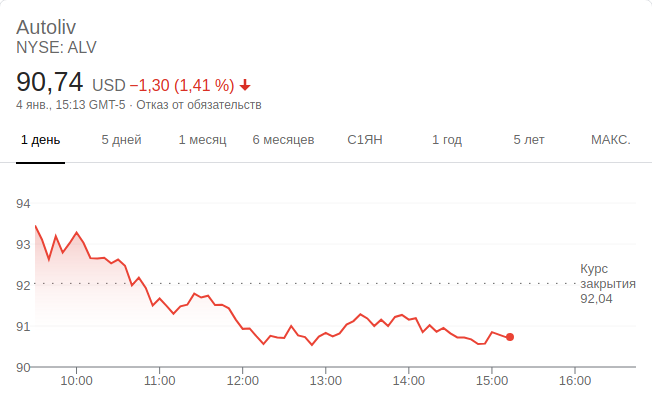 Autoliv
NYSE: ALV
90,74 USD −1,30 (1,41 %)
4 янв., 15:13 GMT-5 · Отказ от обязательств
1 день 5 дней 1 месяц 6 месяцев С1ЯН 1 год 5 лет МАКС.
94
93
Курс
92 закрытия
92,04
91
90
10:00 11:00 12:00 13:00 14:00 15:00 16:00